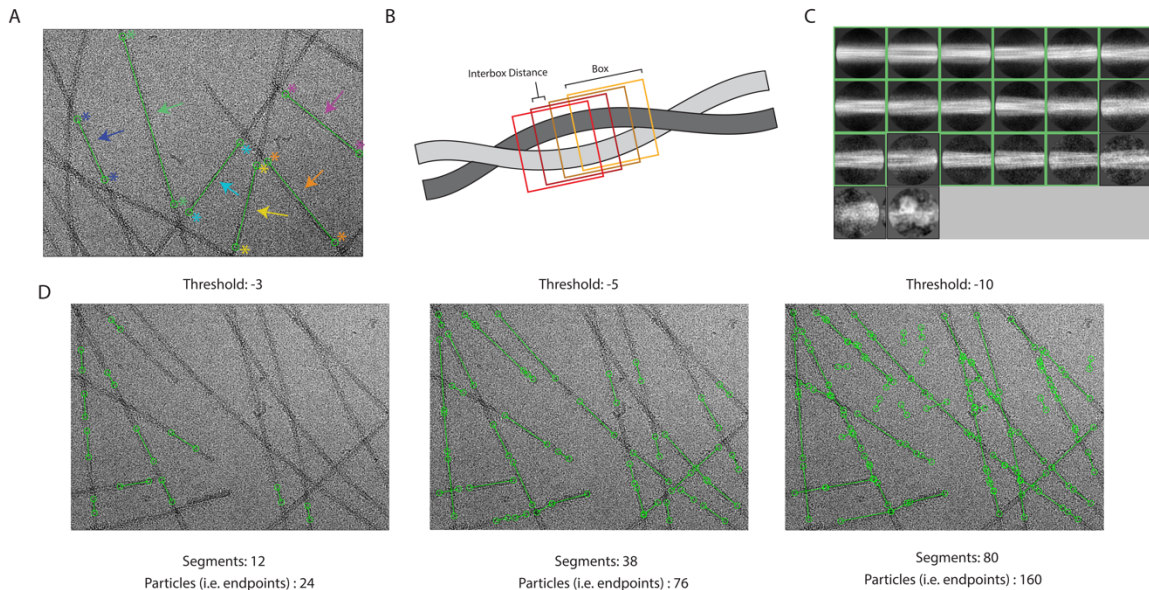 A
B
Interbox Distance
Box
C
D
Threshold: -3
Threshold: -5
Threshold: -10
Segments: 12
Particles (i.e. endpoints) : 24
Segments: 38
Particles (i.e. endpoints) : 76
Segments: 80
Particles (i.e. endpoints) : 160